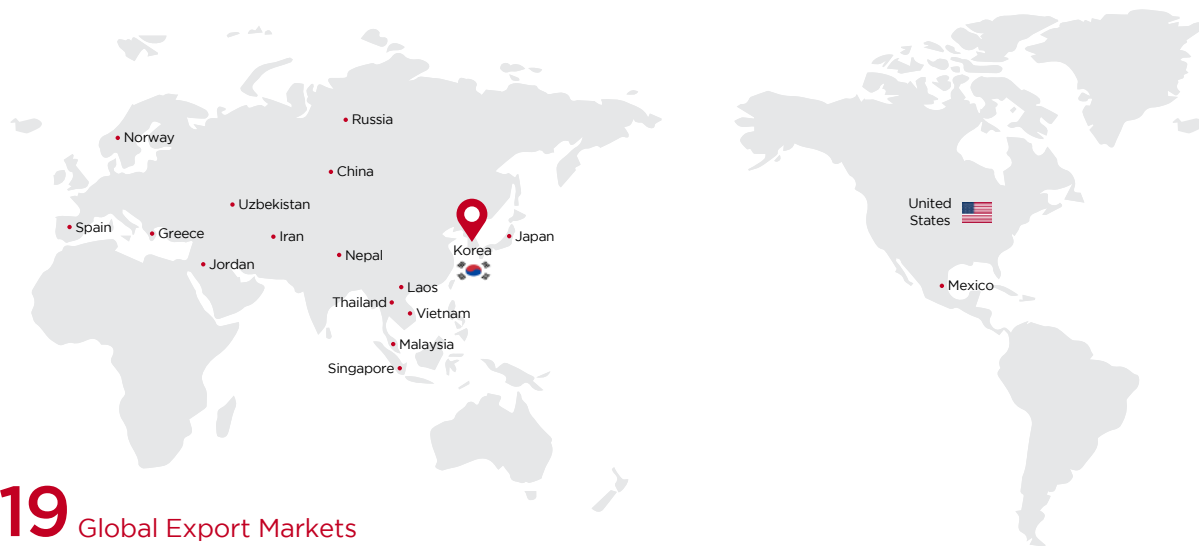 Russia
Norway
China
Uzbekistan
United
States
Spain
Greece
Iran
Japan
Korea
Nepal
Jordan
Laos
Mexico
Thailand
Vietnam
Malaysia
Singapore
19 Global Export Markets